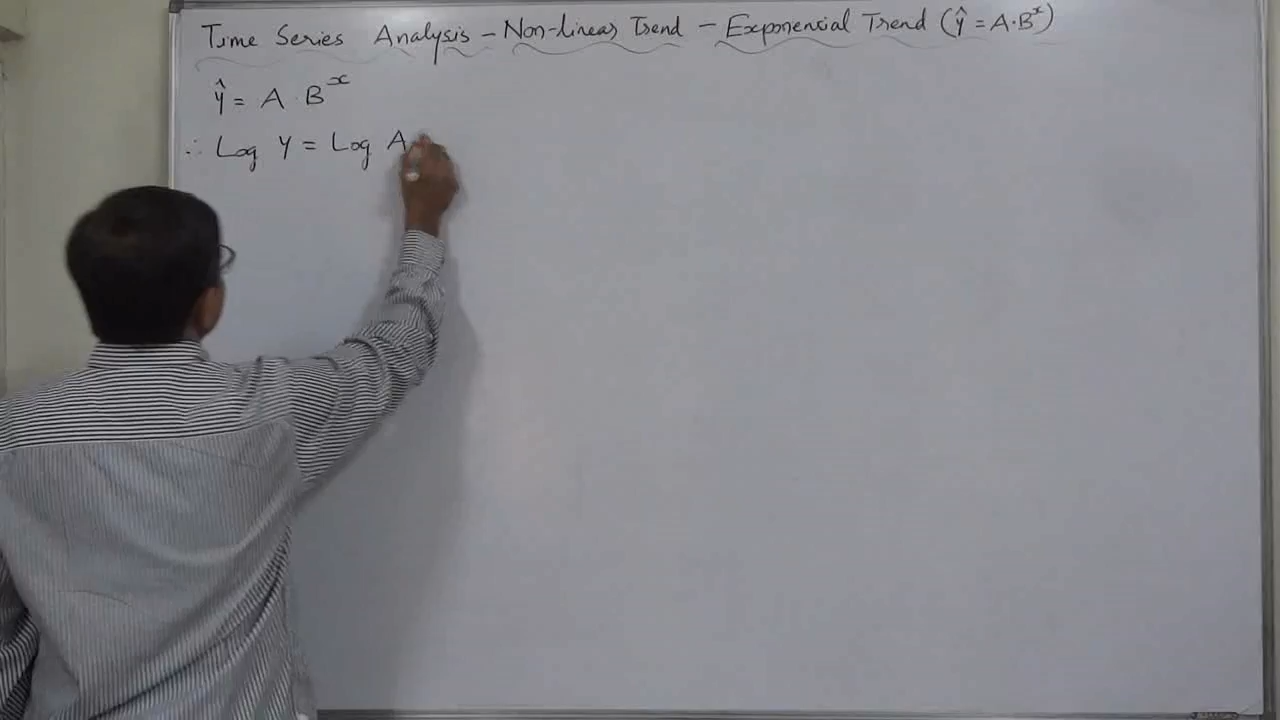 Time Series Analysis - Non-linear Trend - Exponential Trend (Ŷ = A·Bˣ)
Ŷ = A · Bˣ
∴ Log Y = Log A